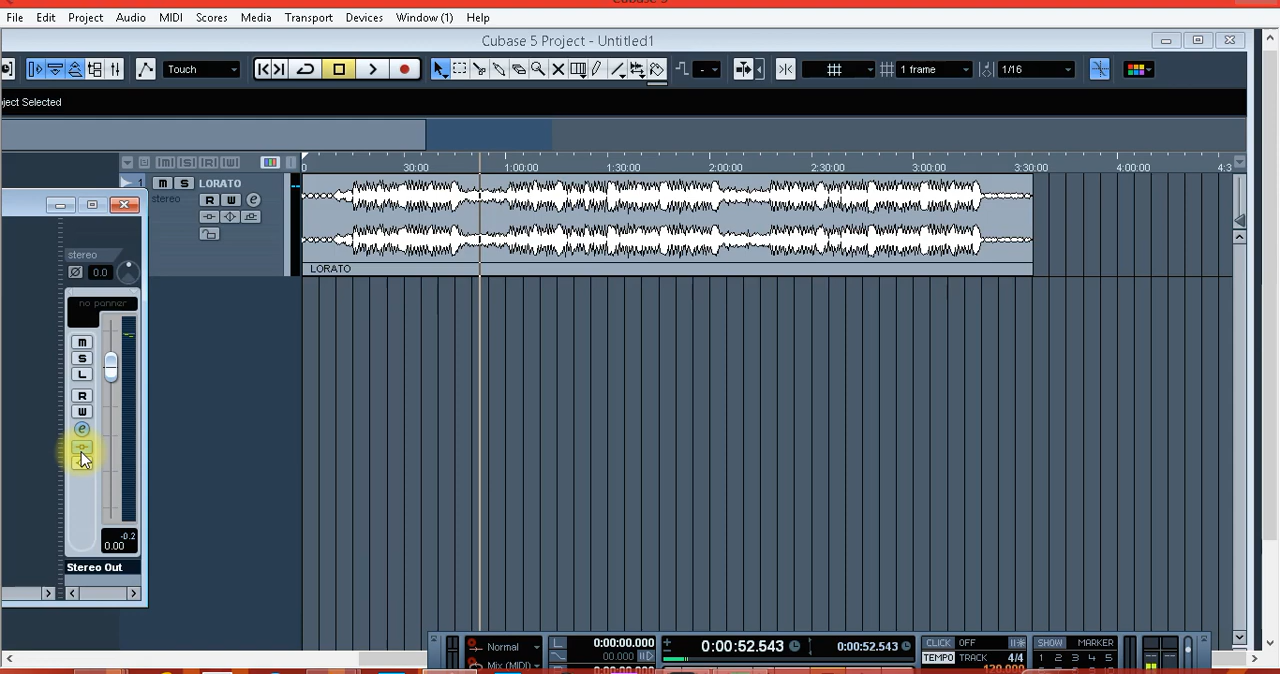 File Edit Project Audio MIDI Scores Media Transport Devices Window (1) Help
Cubase 5 Project - Untitled1
Touch - 1 frame 1/16
ject Selected
M S R W
0 30:00 1:00:00 1:30:00 2:00:00 2:30:00 3:00:00 3:30:00 4:00:00 4:3
1 m S LORATO
stereo R W e
stereo
0.0
LORATO
no panner
m
S
L
R
W
e
-0.2
0.00
Stereo Out
Normal 0:00:00.000 0:00:52.543 0:00:52.543 CLICK OFF SHOW MARKER
Mix (MIDI) 00.000 TEMPO TRACK 4/4 1 2 3 4 5
120.000